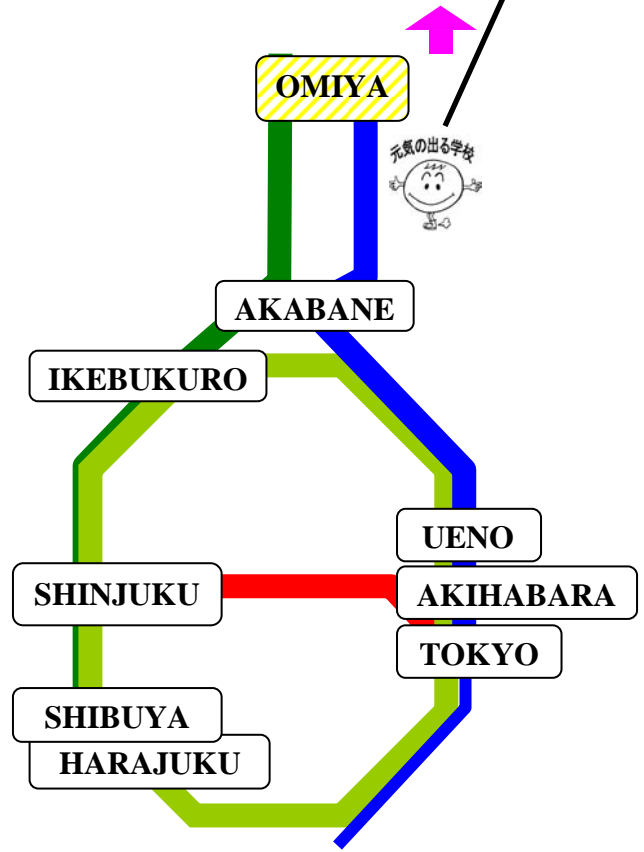 OMIYA
元気の出る学校
AKABANE
IKEBUKURO
UENO
SHINJUKU
AKIHABARA
TOKYO
SHIBUYA
HARAJUKU